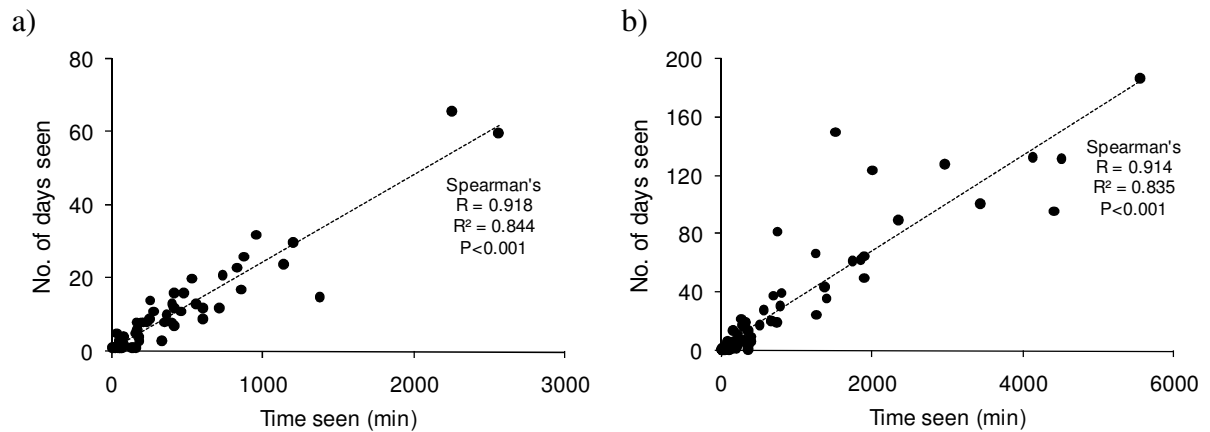 a)
80
60
40
20
0
No. of days seen
0 1000 2000 3000
Time seen (min)
Spearman's
R = 0.918
R² = 0.844
P<0.001
b)
200
160
120
80
40
0
No. of days seen
0 2000 4000 6000
Time seen (min)
Spearman's
R = 0.914
R² = 0.835
P<0.001